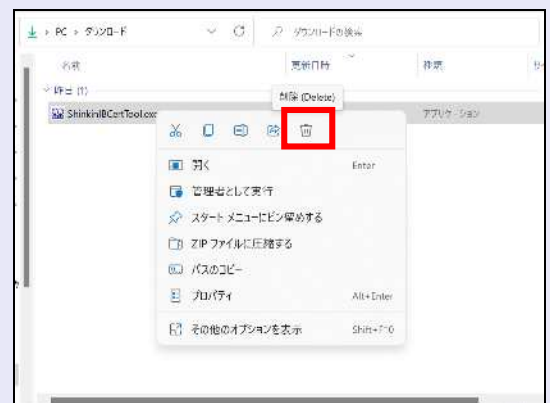 PC > ダウンロード
ダウンロードの検索
名前
更新日時
種類
昨日 (1)
削除 (Delete)
ShinkinIBCertTool.exe
アプリケーション
開く
Enter
管理者として実行
スタート メニューにピン留めする
ZIP ファイルに圧縮する
パスのコピー
プロパティ
Alt+Enter
その他のオプションを表示
Shift+F10